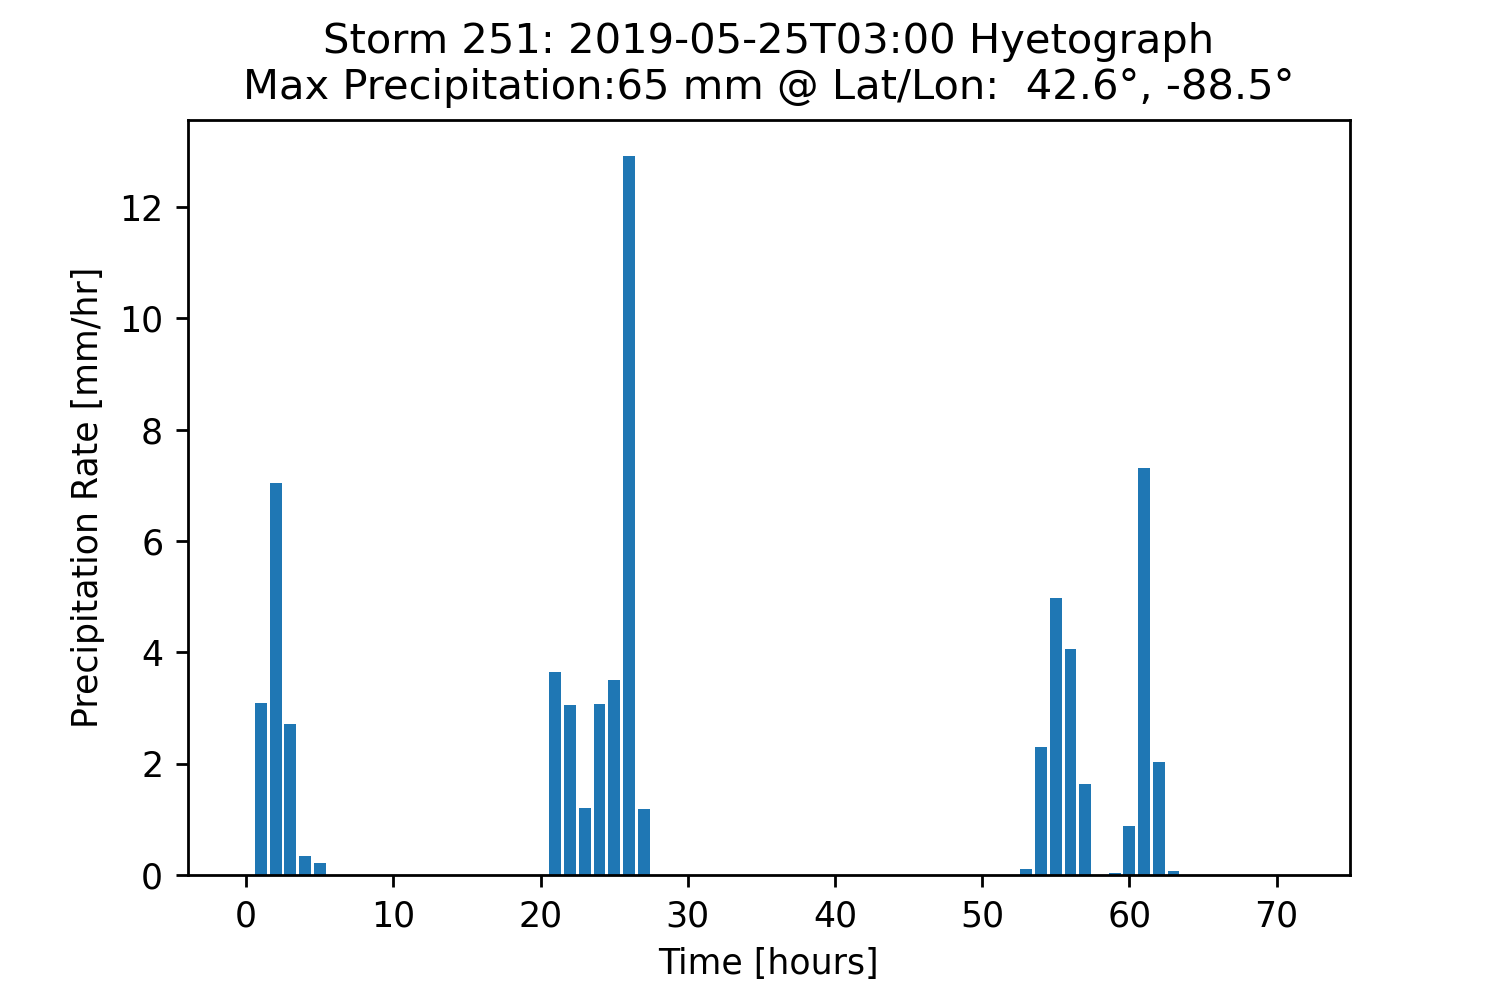 Storm 251: 2019-05-25T03:00 Hyetograph
Max Precipitation:65 mm @ Lat/Lon:  42.6°, -88.5°
Precipitation Rate [mm/hr]
12
10
8
6
4
2
0
0 10 20 30 40 50 60 70
Time [hours]